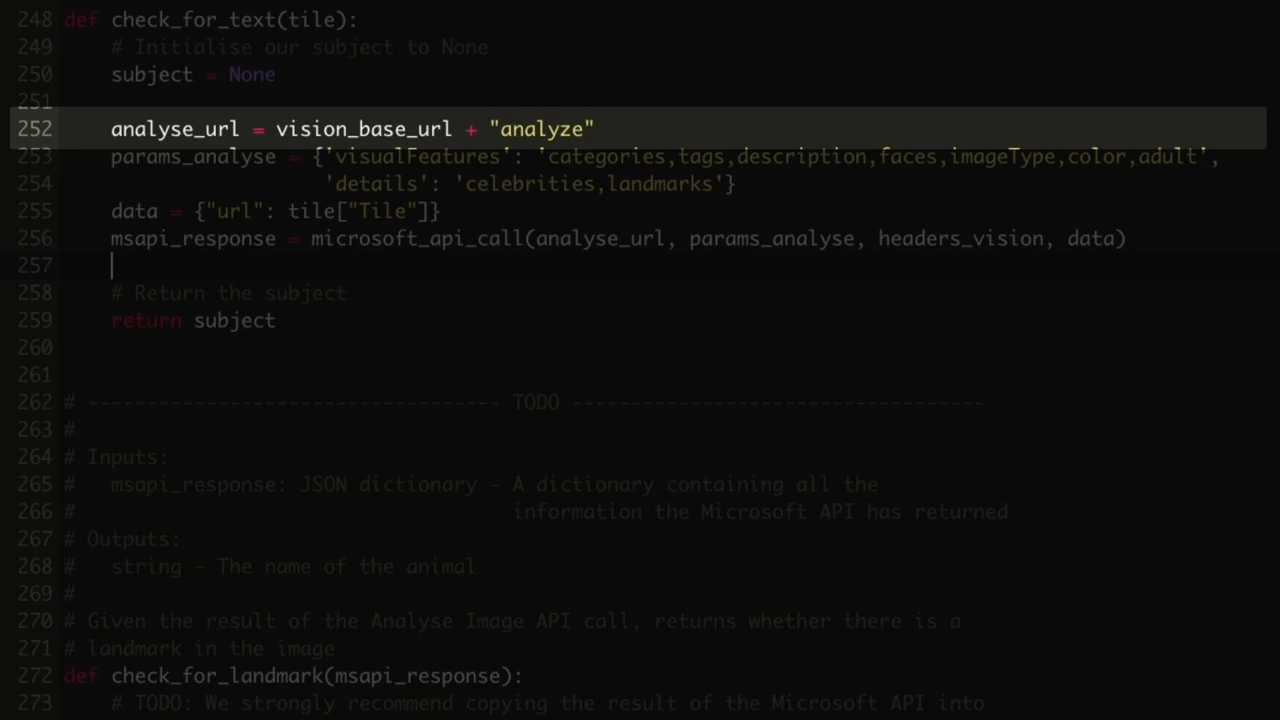 248 def check_for_text(tile):
249     # Initialise our subject to None
250     subject = None
251
252     analyse_url = vision_base_url + "analyze"
253     params_analyse = {'visualFeatures': 'categories,tags,description,faces,imageType,color,adult',
254                       'details': 'celebrities,landmarks'}
255     data = {"url": tile["Tile"]}
256     msapi_response = microsoft_api_call(analyse_url, params_analyse, headers_vision, data)
257
258     # Return the subject
259     return subject
260
261
262 # ----------------------------------- TODO -----------------------------------
263 #
264 # Inputs:
265 #   msapi_response: JSON dictionary - A dictionary containing all the
266 #                                     information the Microsoft API has returned
267 # Outputs:
268 #   string - The name of the animal
269 #
270 # Given the result of the Analyse Image API call, returns whether there is a
271 # landmark in the image
272 def check_for_landmark(msapi_response):
273     # TODO: We strongly recommend copying the result of the Microsoft API into